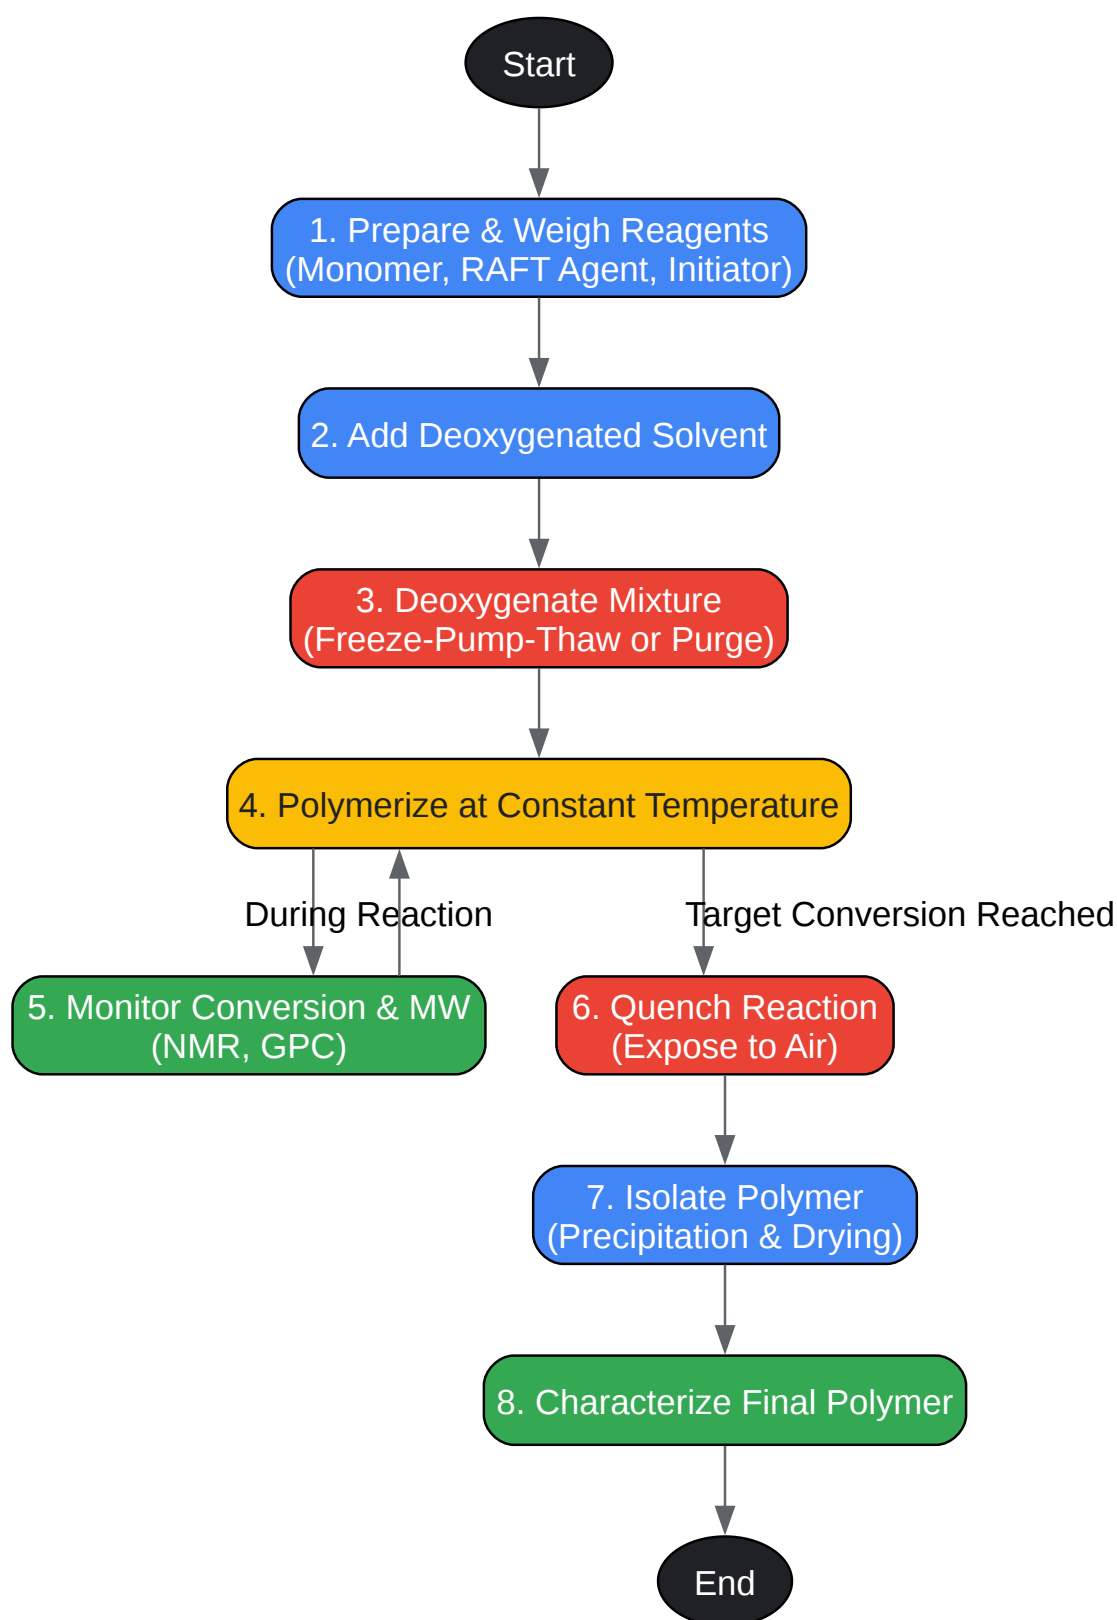 Start
1. Prepare & Weigh Reagents
(Monomer, RAFT Agent, Initiator)
2. Add Deoxygenated Solvent
3. Deoxygenate Mixture
(Freeze-Pump-Thaw or Purge)
4. Polymerize at Constant Temperature
During Reaction
Target Conversion Reached
5. Monitor Conversion & MW
(NMR, GPC)
6. Quench Reaction
(Expose to Air)
7. Isolate Polymer
(Precipitation & Drying)
8. Characterize Final Polymer
End